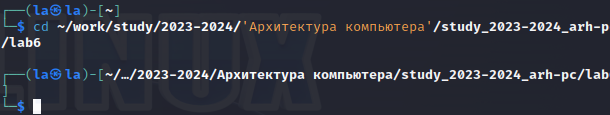 ┌──(la㉿la)-[~]
└─$ cd ~/work/study/2023-2024/'Архитектура компьютера'/study_2023-2024_arh-p
/lab6
┌──(la㉿la)-[~/…/2023-2024/Архитектура компьютера/study_2023-2024_arh-pc/lab
]
└─$